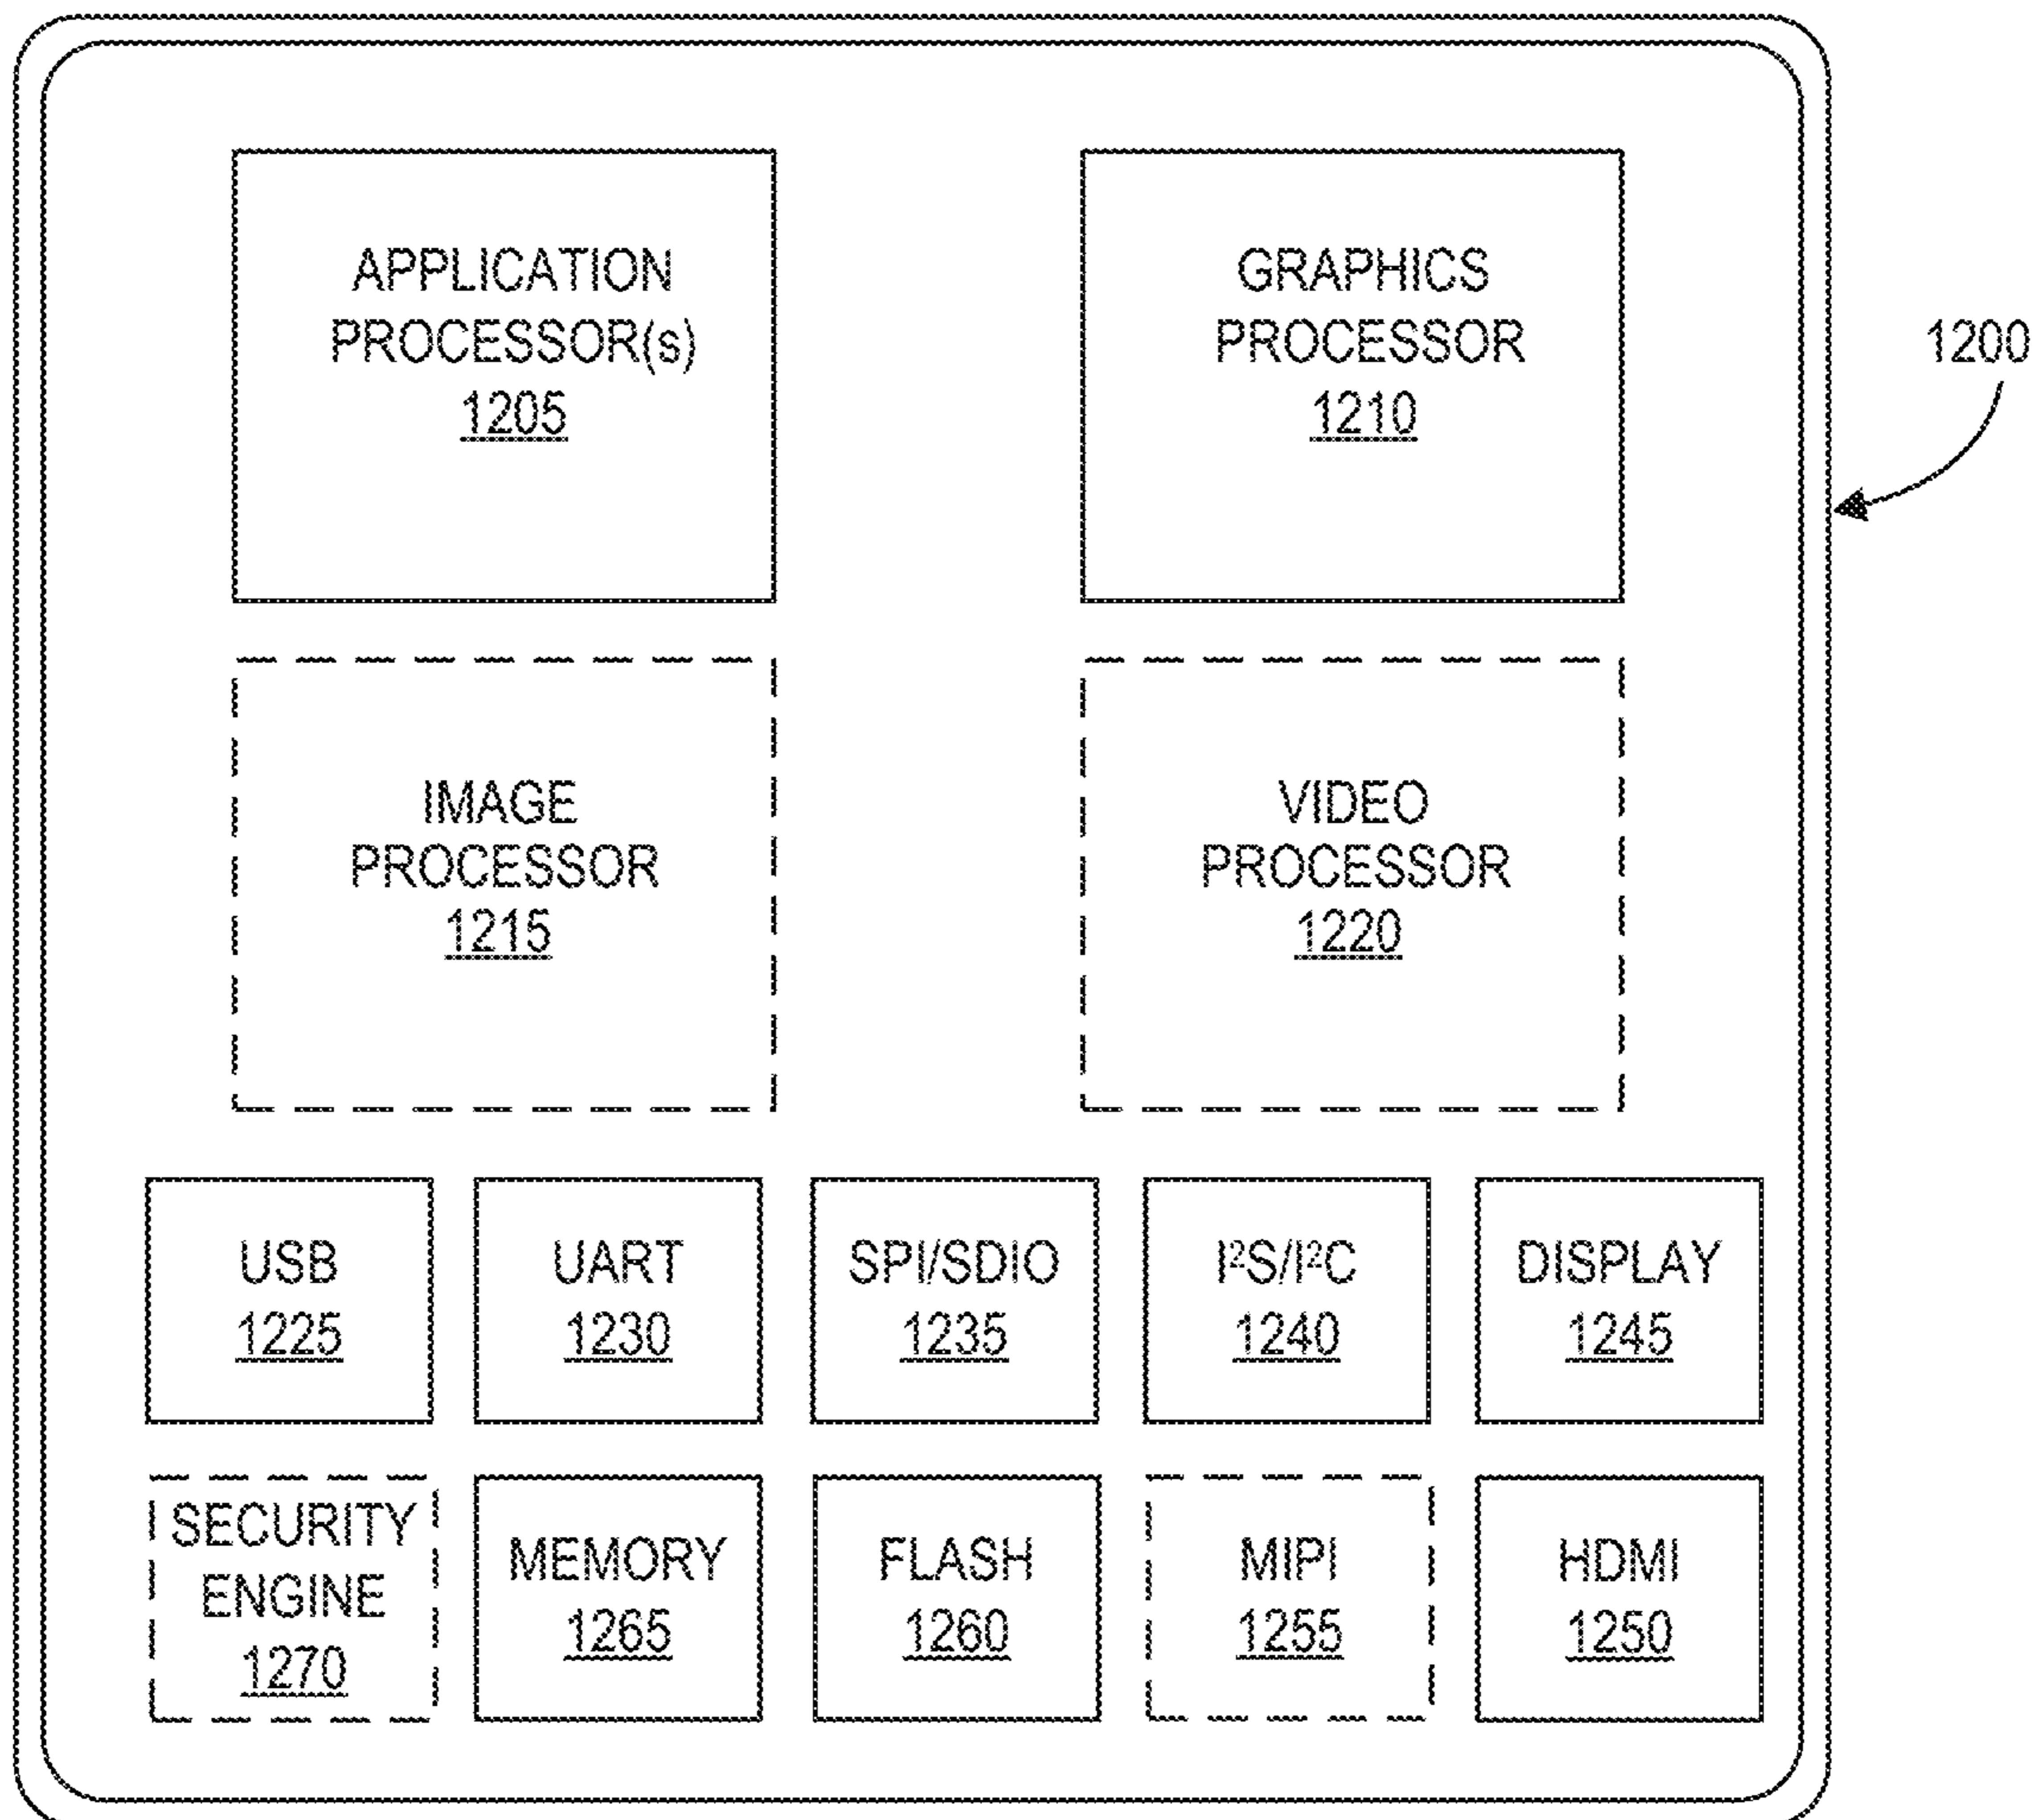 APPLICATION
PROCESSOR(s)
1205
GRAPHICS
PROCESSOR
1210
1200
IMAGE
PROCESSOR
1215
VIDEO
PROCESSOR
1220
USB
1225
UART
1230
SPI/SDIO
1235
I²S/I²C
1240
DISPLAY
1245
SECURITY
ENGINE
1270
MEMORY
1265
FLASH
1260
MIPI
1255
HDMI
1250